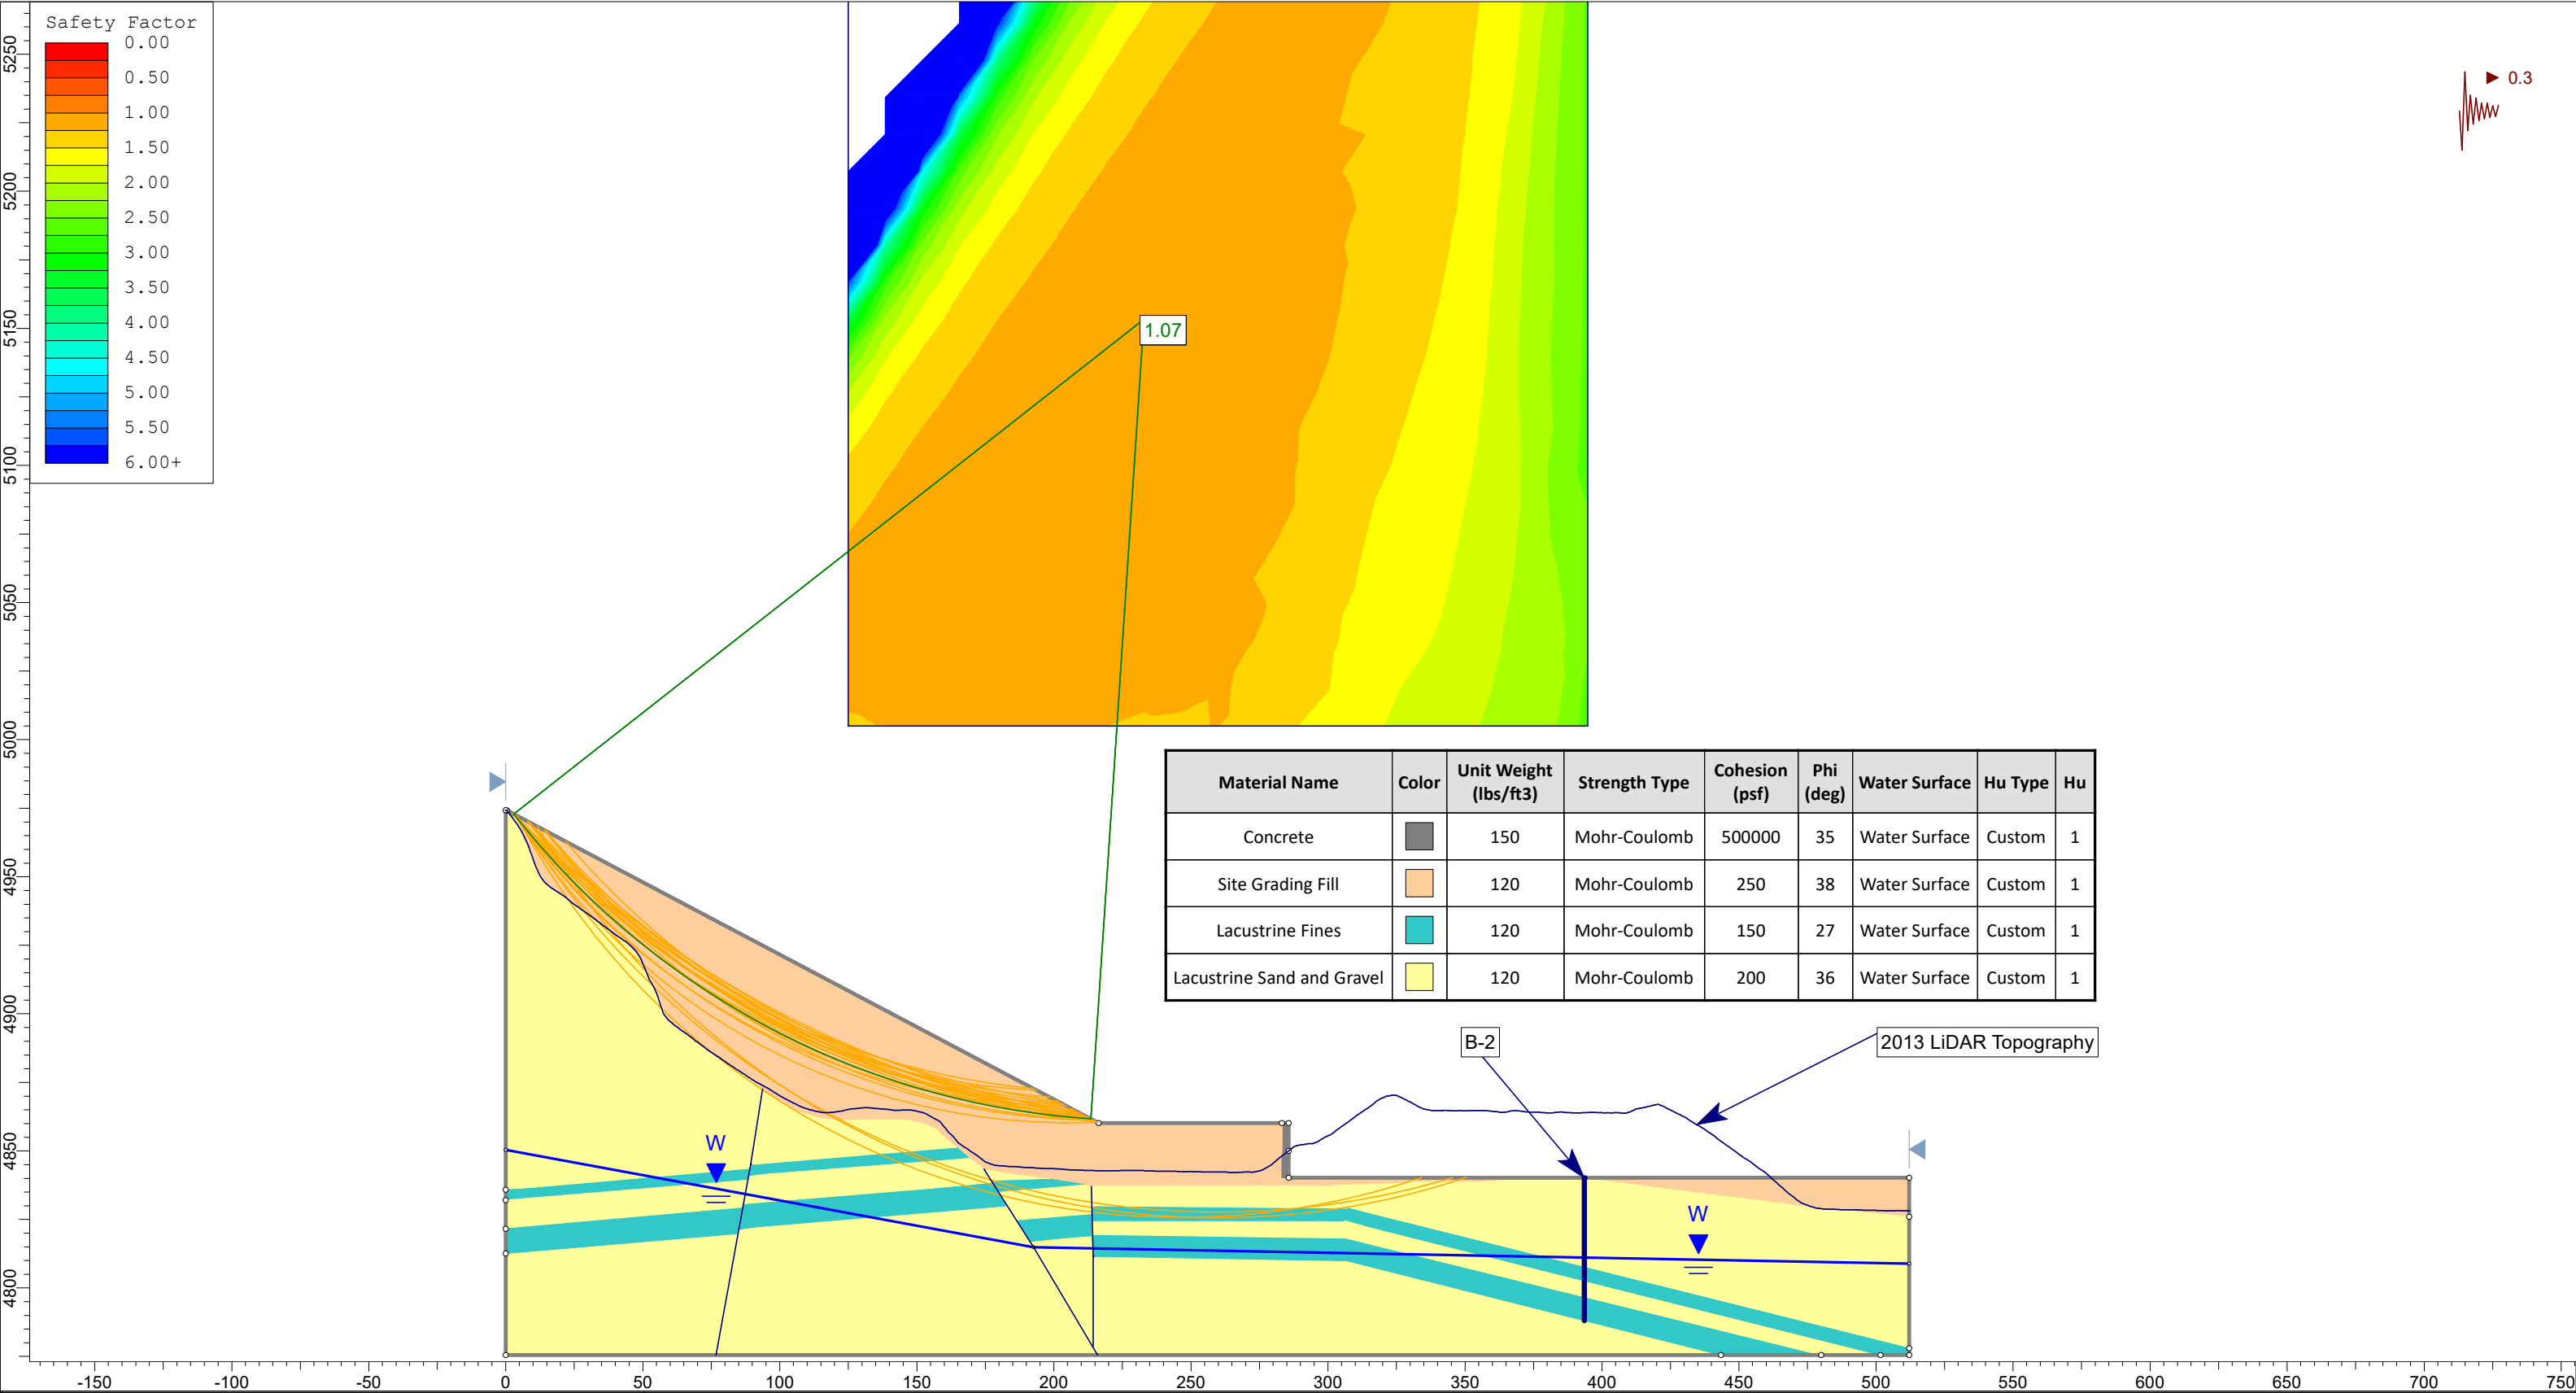 Safety Factor
0.00
0.50
1.00
1.50
2.00
2.50
3.00
3.50
4.00
4.50
5.00
5.50
6.00+
0.3
1.07
5250
5200
5150
5100
5050
5000
4950
4900
4850
4800
Material Name Color Unit Weight (lbs/ft3) Strength Type Cohesion (psf) Phi (deg) Water Surface Hu Type Hu
Concrete 150 Mohr-Coulomb 500000 35 Water Surface Custom 1
Site Grading Fill 120 Mohr-Coulomb 250 38 Water Surface Custom 1
Lacustrine Fines 120 Mohr-Coulomb 150 27 Water Surface Custom 1
Lacustrine Sand and Gravel 120 Mohr-Coulomb 200 36 Water Surface Custom 1
B-2
2013 LiDAR Topography
W
W
-150 -100 -50 0 50 100 150 200 250 300 350 400 450 500 550 600 650 700 750